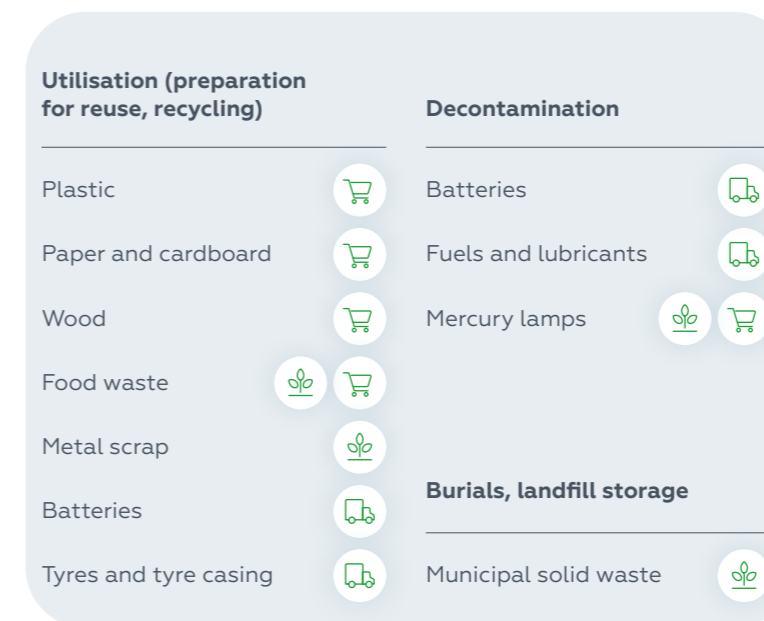 Utilisation (preparation
for reuse, recycling)
Plastic
Paper and cardboard
Wood
Food waste
Metal scrap
Batteries
Tyres and tyre casing
Decontamination
Batteries
Fuels and lubricants
Mercury lamps
Burials, landfill storage
Municipal solid waste